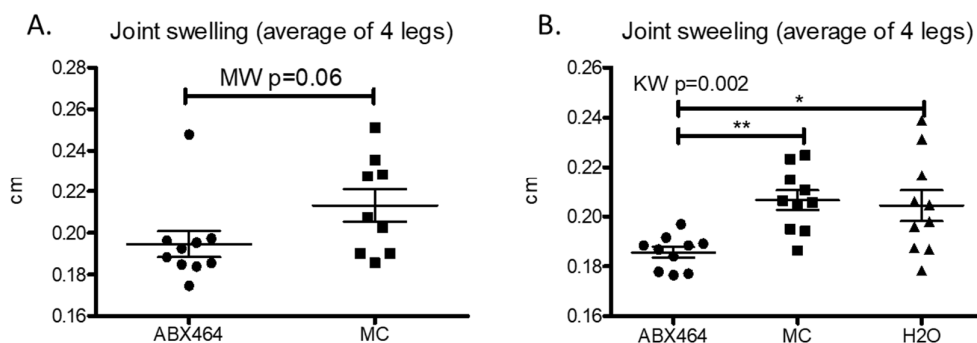 A.
Joint swelling (average of 4 legs)
0.28
0.26
0.24
0.22
0.20
0.18
0.16
cm
MW p=0.06
ABX464
MC
B.
Joint sweeling (average of 4 legs)
0.26
0.24
0.22
0.20
0.18
0.16
cm
KW p=0.002
*
**
ABX464
MC
H2O